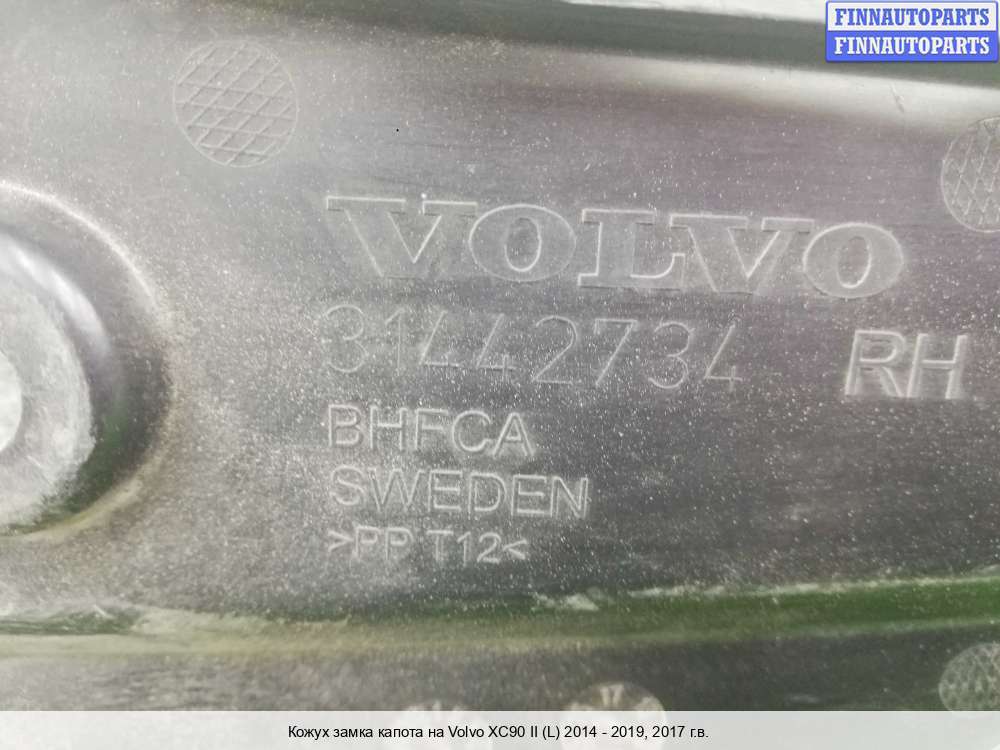 FINNAUTOPARTS
FINNAUTOPARTS
VOLVO
31442734 RH
BHFCA
SWEDEN
>PP T12<
17
Кожух замка капота на Volvo XC90 II (L) 2014 - 2019, 2017 г.в.